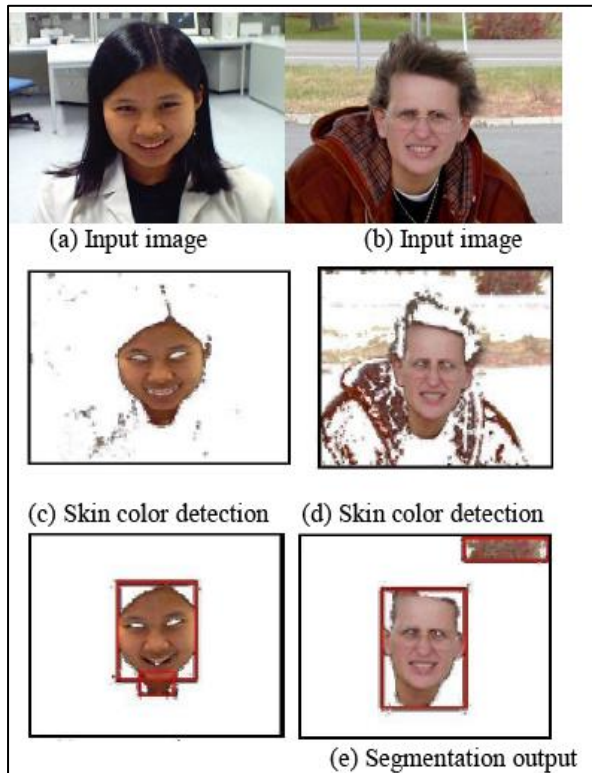 (a) Input image (b) Input image
(c) Skin color detection (d) Skin color detection
(e) Segmentation output